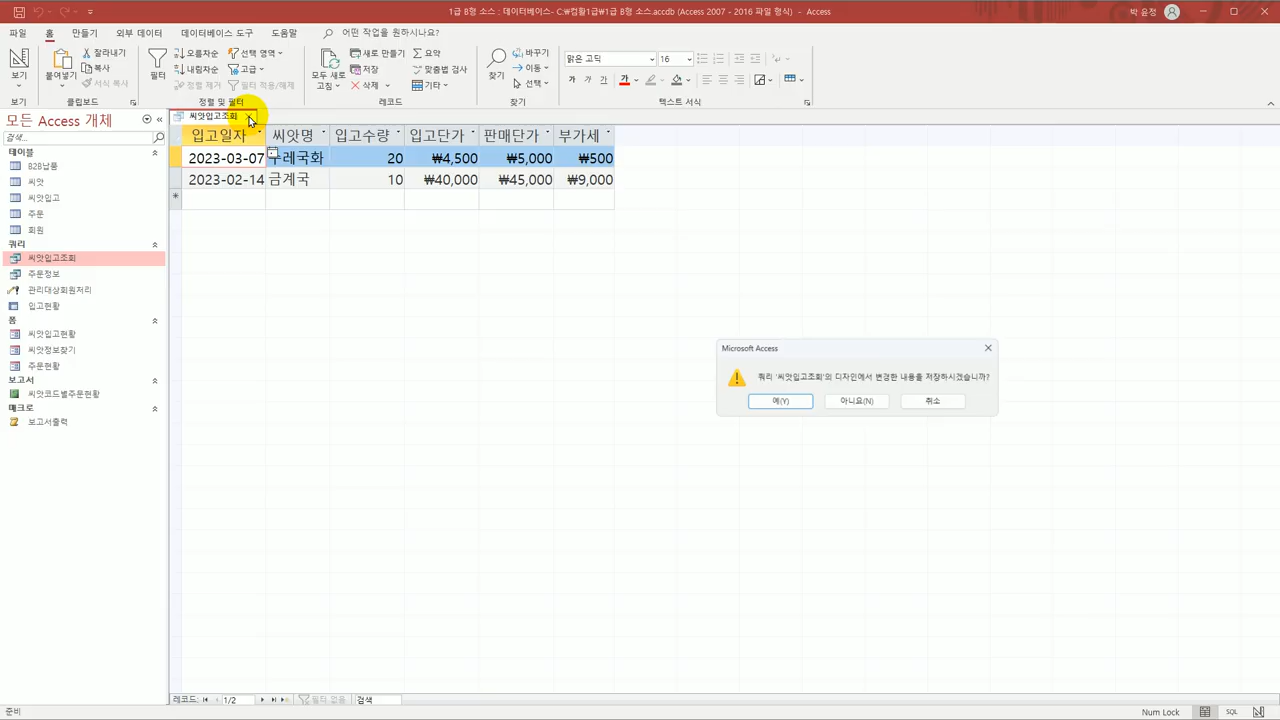 1급 B형 소스 : 데이터베이스- C:₩컴활1급₩1급 B형 소스.accdb (Access 2007 - 2016 파일 형식) - Access
박 윤정
파일 홈 만들기 외부 데이터 데이터베이스 도구 도움말 어떤 작업을 원하시나요?
보기
붙여넣기
잘라내기
복사
서식 복사
필터
오름차순
내림차순
정렬 제거
선택 영역
고급
필터 적용/해제
모두 새로 고침
새로 만들기
저장
삭제
요약
맞춤법 검사
기타
찾기
바꾸기
이동
선택
맑은 고딕 16
가 가 가 가
보기 클립보드 정렬 및 필터 레코드 찾기 텍스트 서식
모든 Access 개체
검색...
테이블
B2B납품
씨앗
씨앗입고
주문
회원
쿼리
씨앗입고조회
주문정보
관리대상회원처리
입고현황
폼
씨앗입고현황
씨앗정보찾기
주문현황
보고서
씨앗코드별주문현황
매크로
보고서출력
씨앗입고조회
입고일자 씨앗명 입고수량 입고단가 판매단가 부가세
2023-03-07 수레국화 20 ₩4,500 ₩5,000 ₩500
2023-02-14 금계국 10 ₩40,000 ₩45,000 ₩9,000
Microsoft Access
쿼리 '씨앗입고조회'의 디자인에서 변경한 내용을 저장하시겠습니까?
예(Y) 아니요(N) 취소
레코드: 1/2 필터 없음 검색
준비
Num Lock
SQL